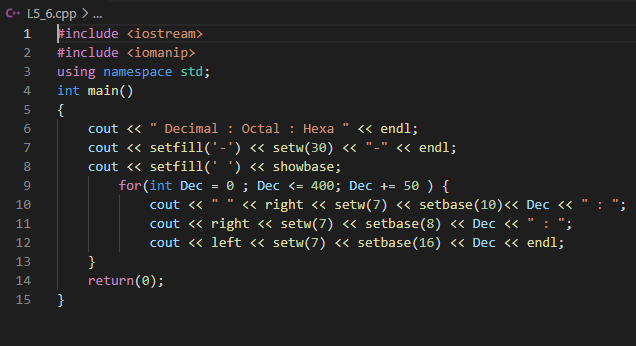 L5_6.cpp > ...
1 #include <iostream>
2 #include <iomanip>
3 using namespace std;
4 int main()
5 {
6     cout << " Decimal : Octal : Hexa " << endl;
7     cout << setfill('-') << setw(30) << "-" << endl;
8     cout << setfill(' ') << showbase;
9         for(int Dec = 0 ; Dec <= 400; Dec += 50 ) {
10             cout << " " << right << setw(7) << setbase(10)<< Dec << " : ";
11             cout << right << setw(7) << setbase(8) << Dec << " : ";
12             cout << left << setw(7) << setbase(16) << Dec << endl;
13     }
14     return(0);
15 }